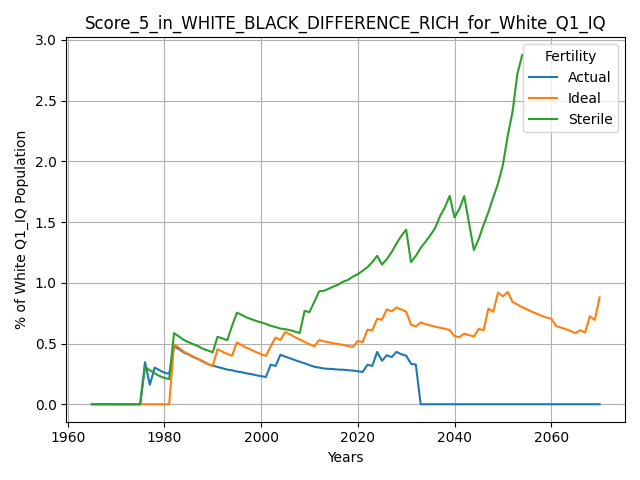 Score_5_in_WHITE_BLACK_DIFFERENCE_RICH_for_White_Q1_IQ
3.0
2.5
2.0
1.5
1.0
0.5
0.0
% of White Q1_IQ Population
Fertility
Actual
Ideal
Sterile
1960
1980
2000
2020
2040
2060
Years